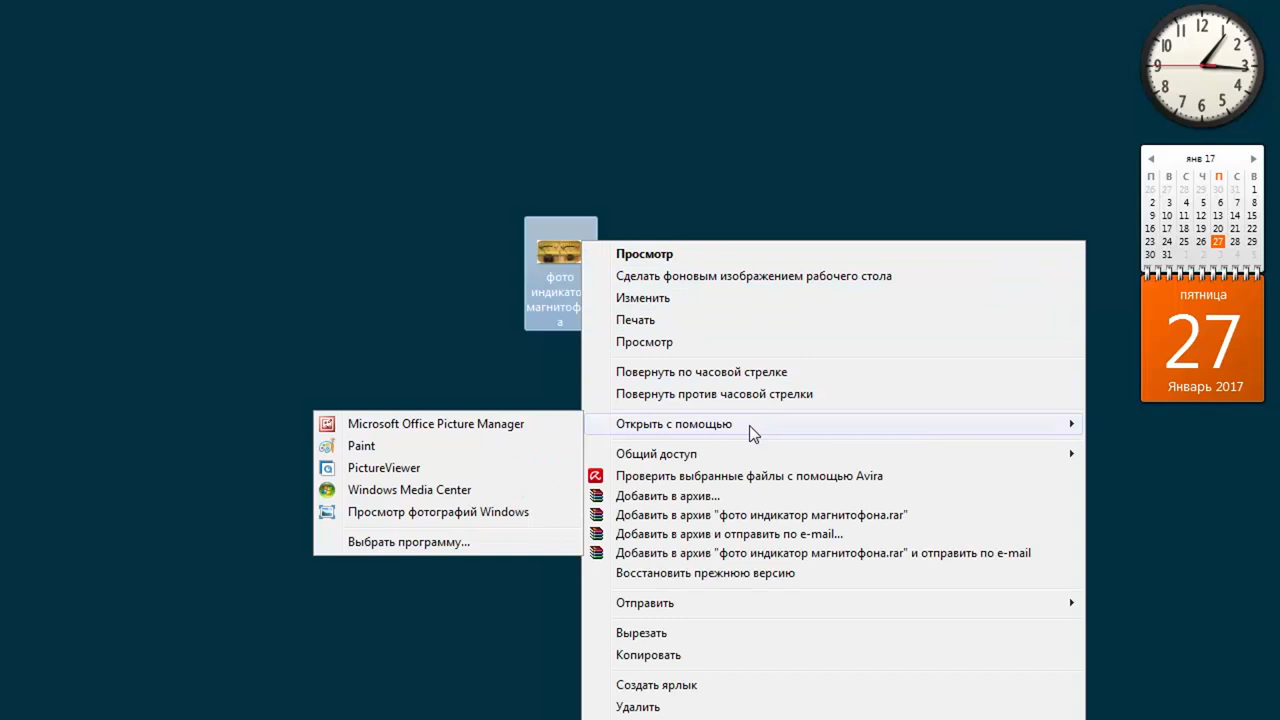 12
1
2
3
4
5
6
7
8
9
10
11
янв 17
П В С Ч П С В
26 27 28 29 30 31 1
2 3 4 5 6 7 8
9 10 11 12 13 14 15
16 17 18 19 20 21 22
23 24 25 26 27 28 29
30 31 1 2 3 4 5
пятница
27
Январь 2017
фото
индикато
магнитоф
а
Просмотр
Сделать фоновым изображением рабочего стола
Изменить
Печать
Просмотр
Повернуть по часовой стрелке
Повернуть против часовой стрелки
Открыть с помощью
Microsoft Office Picture Manager
Paint
PictureViewer
Windows Media Center
Просмотр фотографий Windows
Выбрать программу...
Общий доступ
Проверить выбранные файлы с помощью Avira
Добавить в архив...
Добавить в архив "фото индикатор магнитофона.rar"
Добавить в архив и отправить по e-mail...
Добавить в архив "фото индикатор магнитофона.rar" и отправить по e-mail
Восстановить прежнюю версию
Отправить
Вырезать
Копировать
Создать ярлык
Удалить